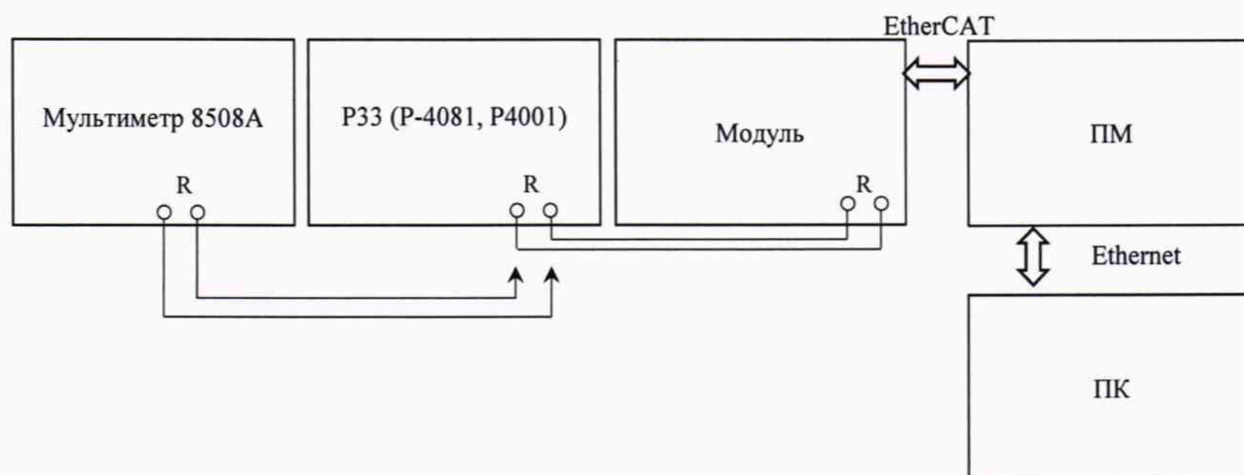 EtherCAT
Мультиметр 8508А
Р33 (Р-4081, Р4001)
Модуль
ПМ
R
R
R
Ethernet
ПК